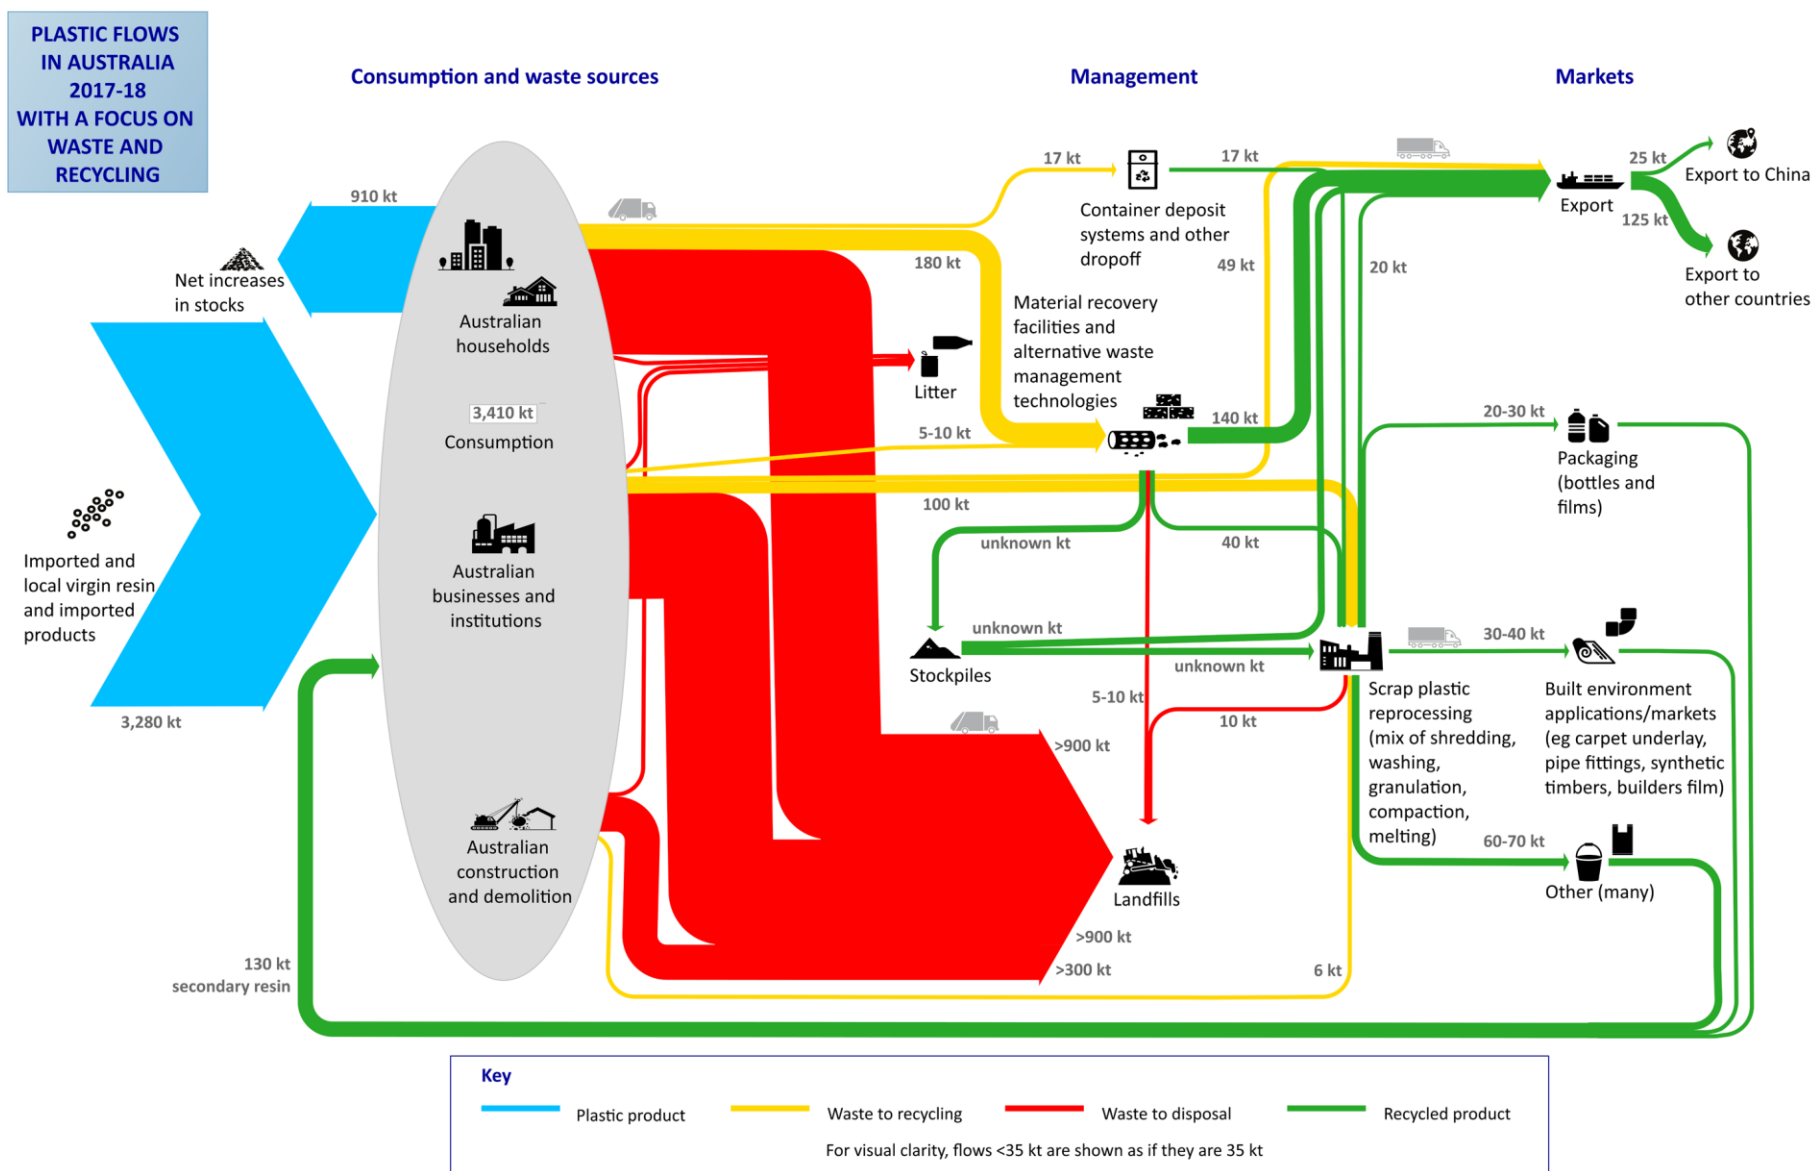 PLASTIC FLOWS
IN AUSTRALIA
2017-18
WITH A FOCUS ON
WASTE AND
RECYCLING
Consumption and waste sources
Management
Markets
910 kt
Net increases
in stocks
Australian
households
3,410 kt
Consumption
Imported and
local virgin resin
and imported
products
3,280 kt
Australian
businesses and
institutions
Australian
construction
and demolition
130 kt
secondary resin
17 kt
Container deposit
systems and other
dropoff
17 kt
180 kt
Material recovery
facilities and
alternative waste
management
technologies
Litter
5-10 kt
140 kt
49 kt
20 kt
100 kt
unknown kt
40 kt
unknown kt
Stockpiles
unknown kt
5-10 kt
10 kt
>900 kt
Landfills
>900 kt
>300 kt
6 kt
Export
25 kt
Export to China
125 kt
Export to
other countries
20-30 kt
Packaging
(bottles and
films)
30-40 kt
Scrap plastic
reprocessing
(mix of shredding,
washing,
granulation,
compaction,
melting)
Built environment
applications/markets
(eg carpet underlay,
pipe fittings, synthetic
timbers, builders film)
60-70 kt
Other (many)
Key
Plastic product
Waste to recycling
Waste to disposal
Recycled product
For visual clarity, flows <35 kt are shown as if they are 35 kt